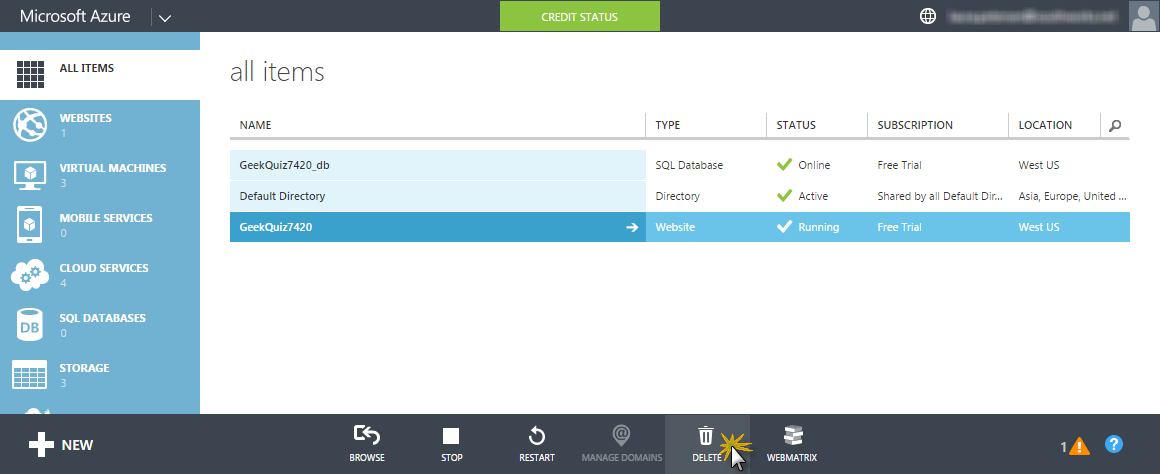 Microsoft Azure
CREDIT STATUS
ALL ITEMS
WEBSITES
1
VIRTUAL MACHINES
3
MOBILE SERVICES
0
CLOUD SERVICES
4
SQL DATABASES
0
DB
STORAGE
3
all items
NAME TYPE STATUS SUBSCRIPTION LOCATION
GeekQuiz7420_db SQL Database Online Free Trial West US
Default Directory Directory Active Shared by all Default Dir... Asia, Europe, United ...
GeekQuiz7420 Website Running Free Trial West US
NEW
BROWSE
STOP
RESTART
MANAGE DOMAINS
DELETE
WEBMATRIX
1
?